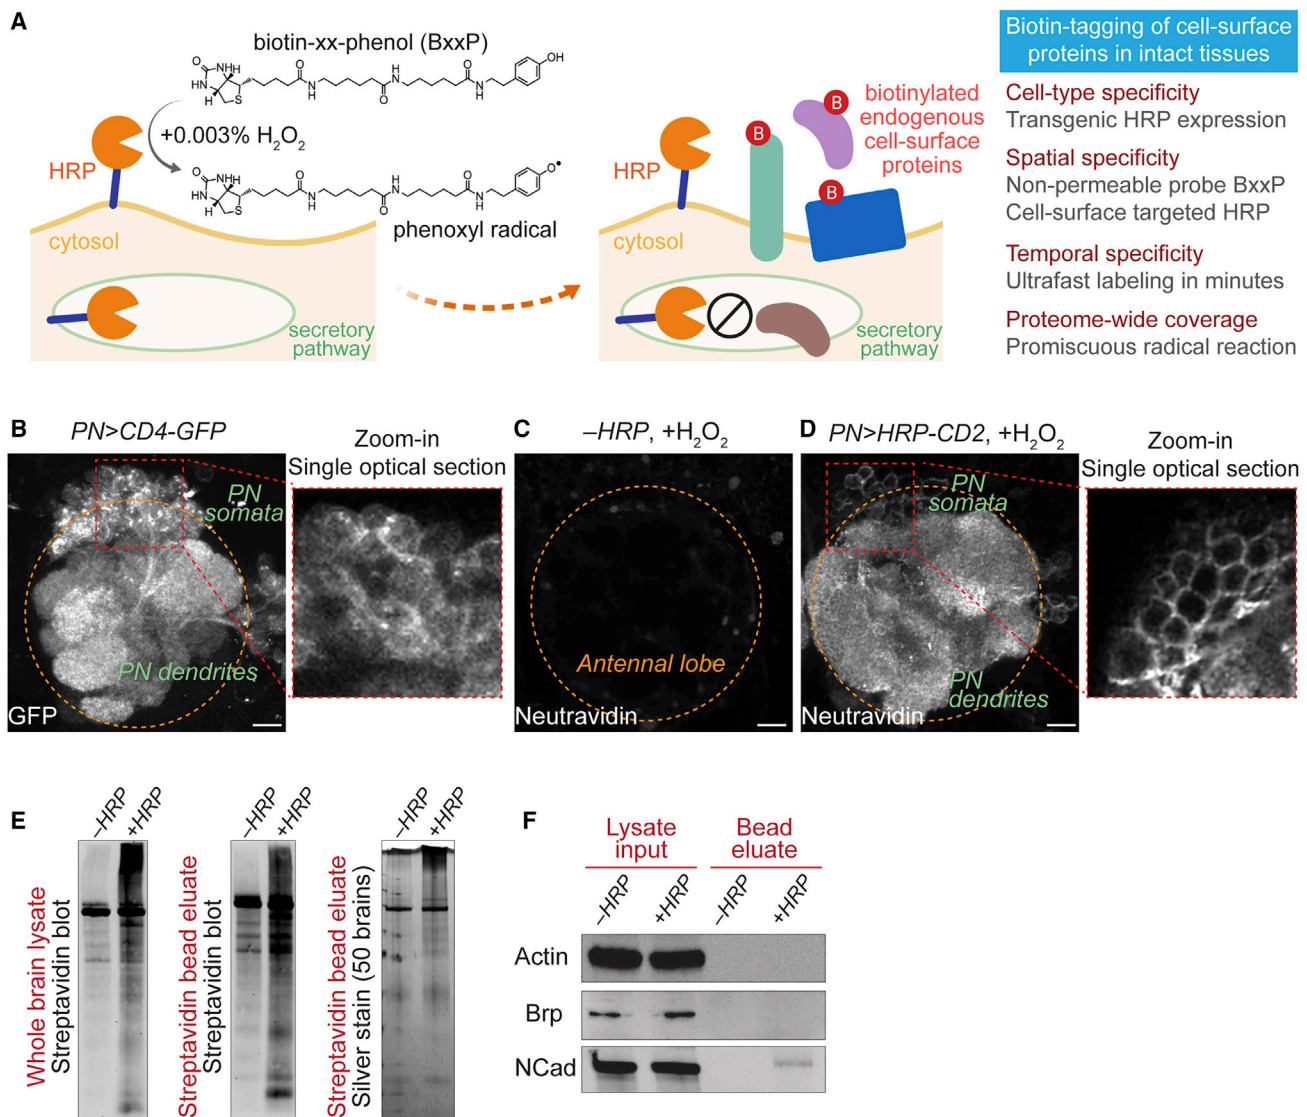 A
biotin-xx-phenol (BxxP)
O
HN
NH
H
H
S
O
N
H
O
H
N
O
N
H
OH
+0.003% H₂O₂
HRP
O
HN
NH
H
H
S
O
N
H
O
H
N
O
N
H
O•
phenoxyl radical
cytosol
secretory
pathway
HRP
cytosol
B
B
B
biotinylated
endogenous
cell-surface
proteins
secretory
pathway
Biotin-tagging of cell-surface
proteins in intact tissues
Cell-type specificity
Transgenic HRP expression
Spatial specificity
Non-permeable probe BxxP
Cell-surface targeted HRP
Temporal specificity
Ultrafast labeling in minutes
Proteome-wide coverage
Promiscuous radical reaction
B
PN>CD4-GFP
PN
somata
PN dendrites
GFP
Zoom-in
Single optical section
C
–HRP, +H₂O₂
Antennal lobe
Neutravidin
D
PN>HRP-CD2, +H₂O₂
PN
somata
PN
dendrites
Neutravidin
Zoom-in
Single optical section
E
–HRP
+HRP
Whole brain lysate
Streptavidin blot
–HRP
+HRP
Streptavidin bead eluate
Streptavidin blot
–HRP
+HRP
Streptavidin bead eluate
Silver stain (50 brains)
F
Lysate
input
Bead
eluate
–HRP
+HRP
–HRP
+HRP
Actin
Brp
NCad